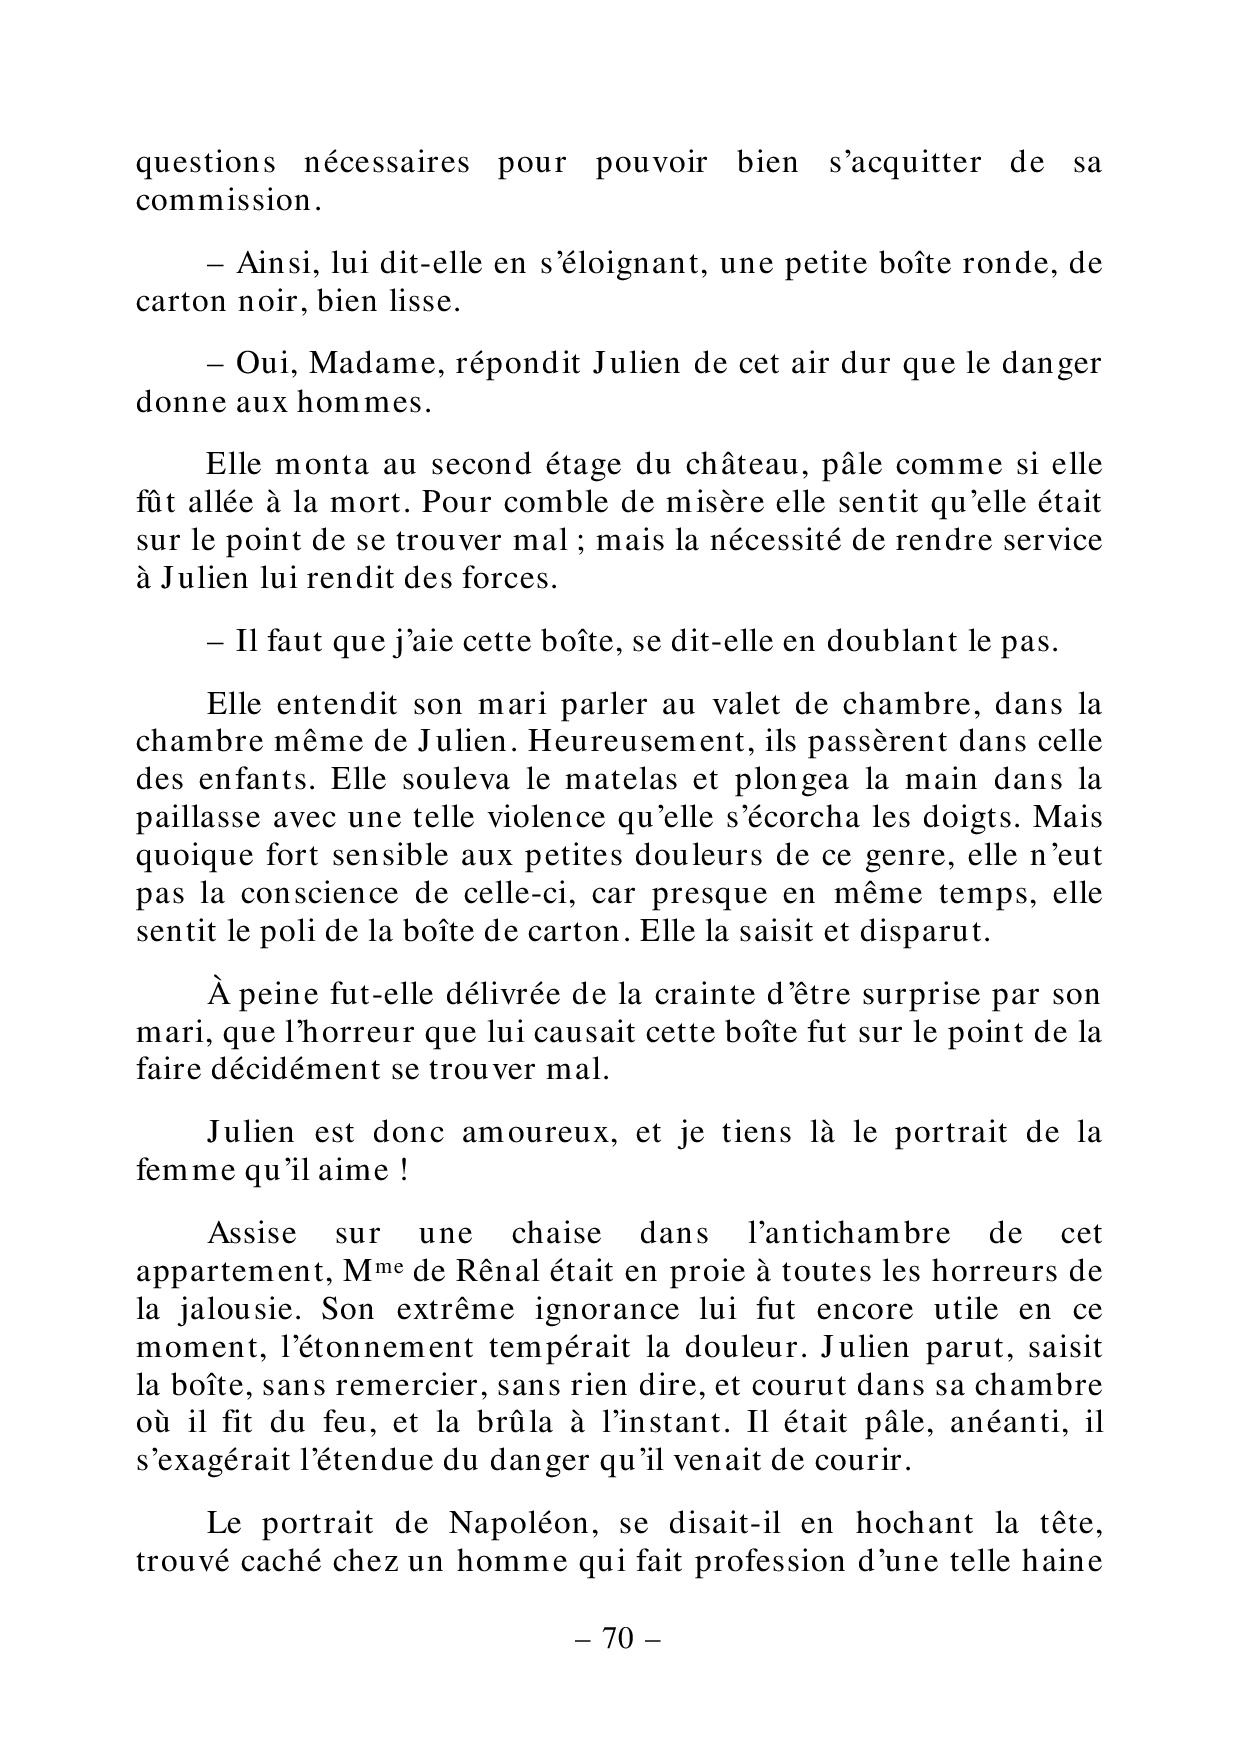 questions nécessaires pour pouvoir bien s’acquitter de sa
commission.
– Ainsi, lui dit-elle en s’éloignant, une petite boîte ronde, de
carton noir, bien lisse.
– Oui, Madame, répondit Julien de cet air dur que le danger
donne aux hommes.
Elle monta au second étage du château, pâle comme si elle
fût allée à la mort. Pour comble de misère elle sentit qu’elle était
sur le point de se trouver mal ; mais la nécessité de rendre service
à Julien lui rendit des forces.
– Il faut que j’aie cette boîte, se dit-elle en doublant le pas.
Elle entendit son mari parler au valet de chambre, dans la
chambre même de Julien. Heureusement, ils passèrent dans celle
des enfants. Elle souleva le matelas et plongea la main dans la
paillasse avec une telle violence qu’elle s’écorcha les doigts. Mais
quoique fort sensible aux petites douleurs de ce genre, elle n’eut
pas la conscience de celle-ci, car presque en même temps, elle
sentit le poli de la boîte de carton. Elle la saisit et disparut.
À peine fut-elle délivrée de la crainte d’être surprise par son
mari, que l’horreur que lui causait cette boîte fut sur le point de la
faire décidément se trouver mal.
Julien est donc amoureux, et je tiens là le portrait de la
femme qu’il aime !
Assise sur une chaise dans l’antichambre de cet
appartement, Mme de Rênal était en proie à toutes les horreurs de
la jalousie. Son extrême ignorance lui fut encore utile en ce
moment, l’étonnement tempérait la douleur. Julien parut, saisit
la boîte, sans remercier, sans rien dire, et courut dans sa chambre
où il fit du feu, et la brûla à l’instant. Il était pâle, anéanti, il
s’exagérait l’étendue du danger qu’il venait de courir.
Le portrait de Napoléon, se disait-il en hochant la tête,
trouvé caché chez un homme qui fait profession d’une telle haine
– 70 –